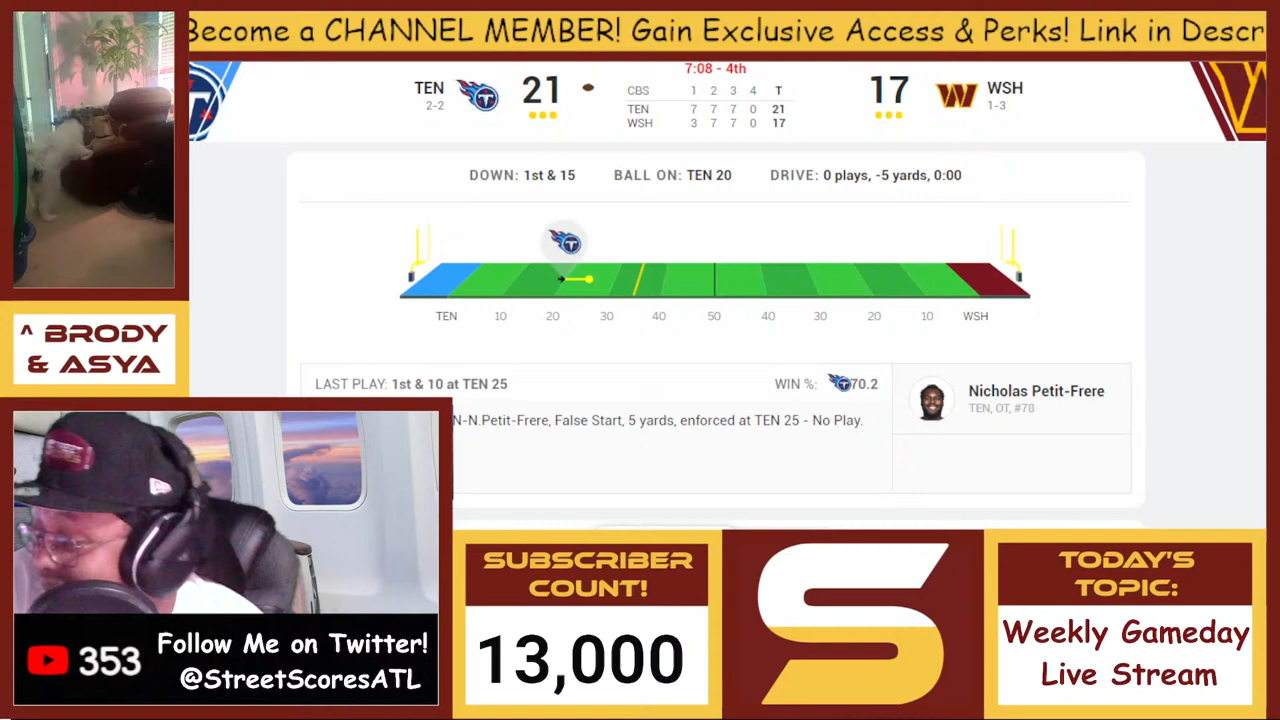 Become a CHANNEL MEMBER! Gain Exclusive Access & Perks! Link in Descr
7:08 - 4th
TEN 21 CBS 1 2 3 4 T 17 WSH
2-2 TEN 7 7 7 0 21 1-3
WSH 3 7 7 0 17
DOWN: 1st & 15 BALL ON: TEN 20 DRIVE: 0 plays, -5 yards, 0:00
TEN 10 20 30 40 50 40 30 20 10 WSH
LAST PLAY: 1st & 10 at TEN 25 WIN %: 70.2
N-N.Petit-Frere, False Start, 5 yards, enforced at TEN 25 - No Play.
Nicholas Petit-Frere
TEN, OT, #78
^ BRODY
& ASYA
353 Follow Me on Twitter!
@StreetScoresATL
SUBSCRIBER
COUNT!
13,000
S
TODAY'S
TOPIC:
Weekly Gameday
Live Stream